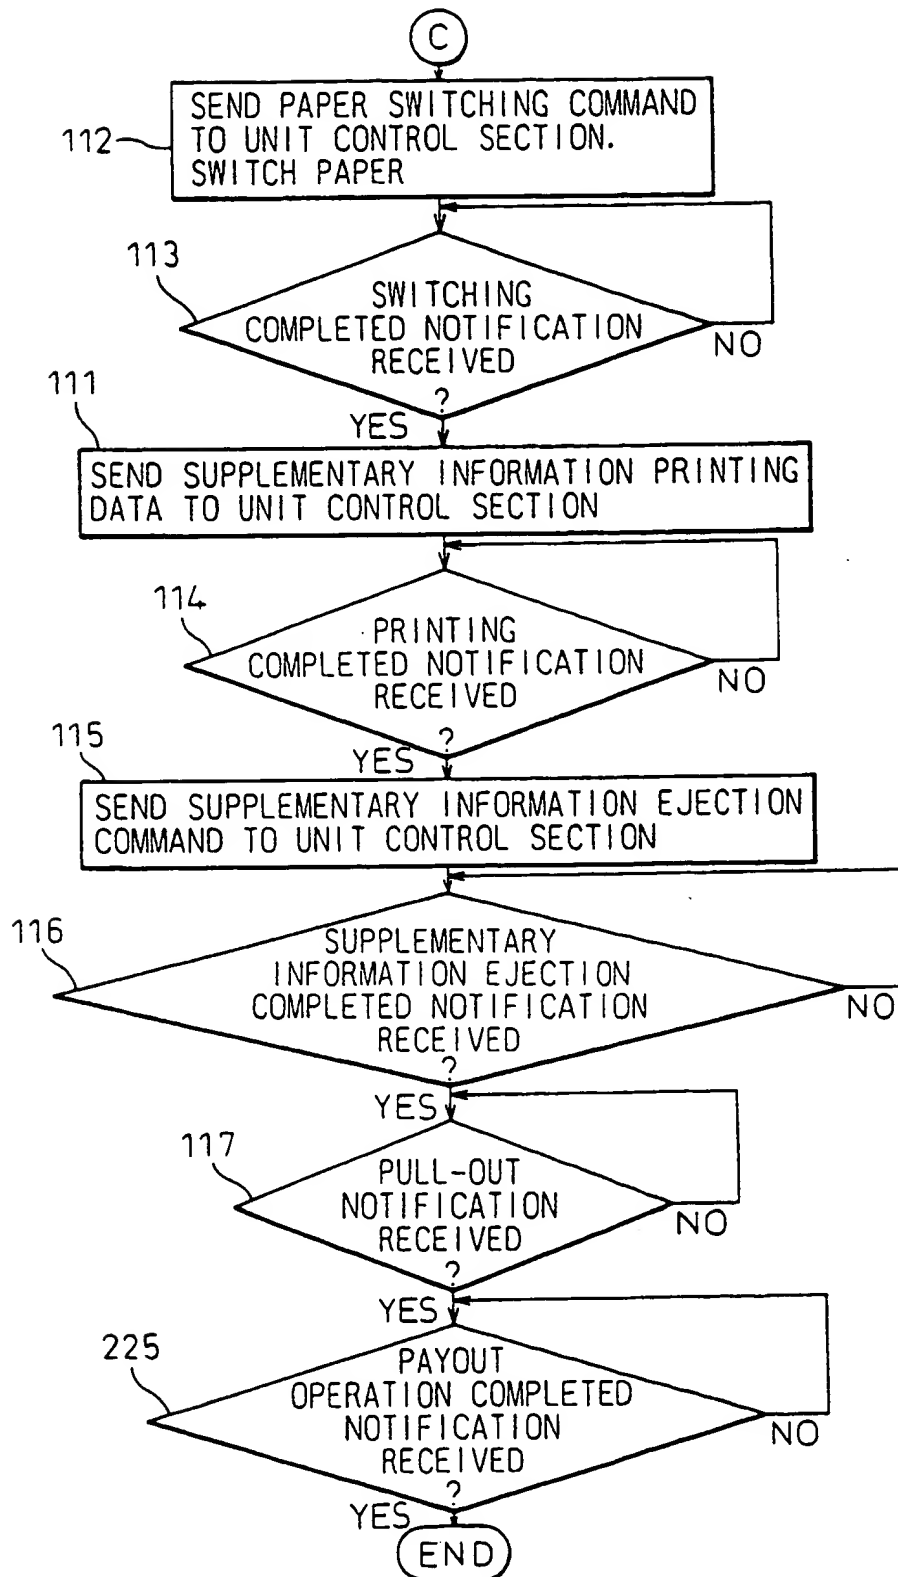 C
112
SEND PAPER SWITCHING COMMAND
TO UNIT CONTROL SECTION.
SWITCH PAPER
113
SWITCHING
COMPLETED NOTIFICATION
RECEIVED
?
NO
YES
111
SEND SUPPLEMENTARY INFORMATION PRINTING
DATA TO UNIT CONTROL SECTION
114
PRINTING
COMPLETED NOTIFICATION
RECEIVED
?
NO
YES
115
SEND SUPPLEMENTARY INFORMATION EJECTION
COMMAND TO UNIT CONTROL SECTION
116
SUPPLEMENTARY
INFORMATION EJECTION
COMPLETED NOTIFICATION
RECEIVED
?
NO
YES
117
PULL-OUT
NOTIFICATION
RECEIVED
?
NO
YES
225
PAYOUT
OPERATION COMPLETED
NOTIFICATION
RECEIVED
?
NO
YES
END